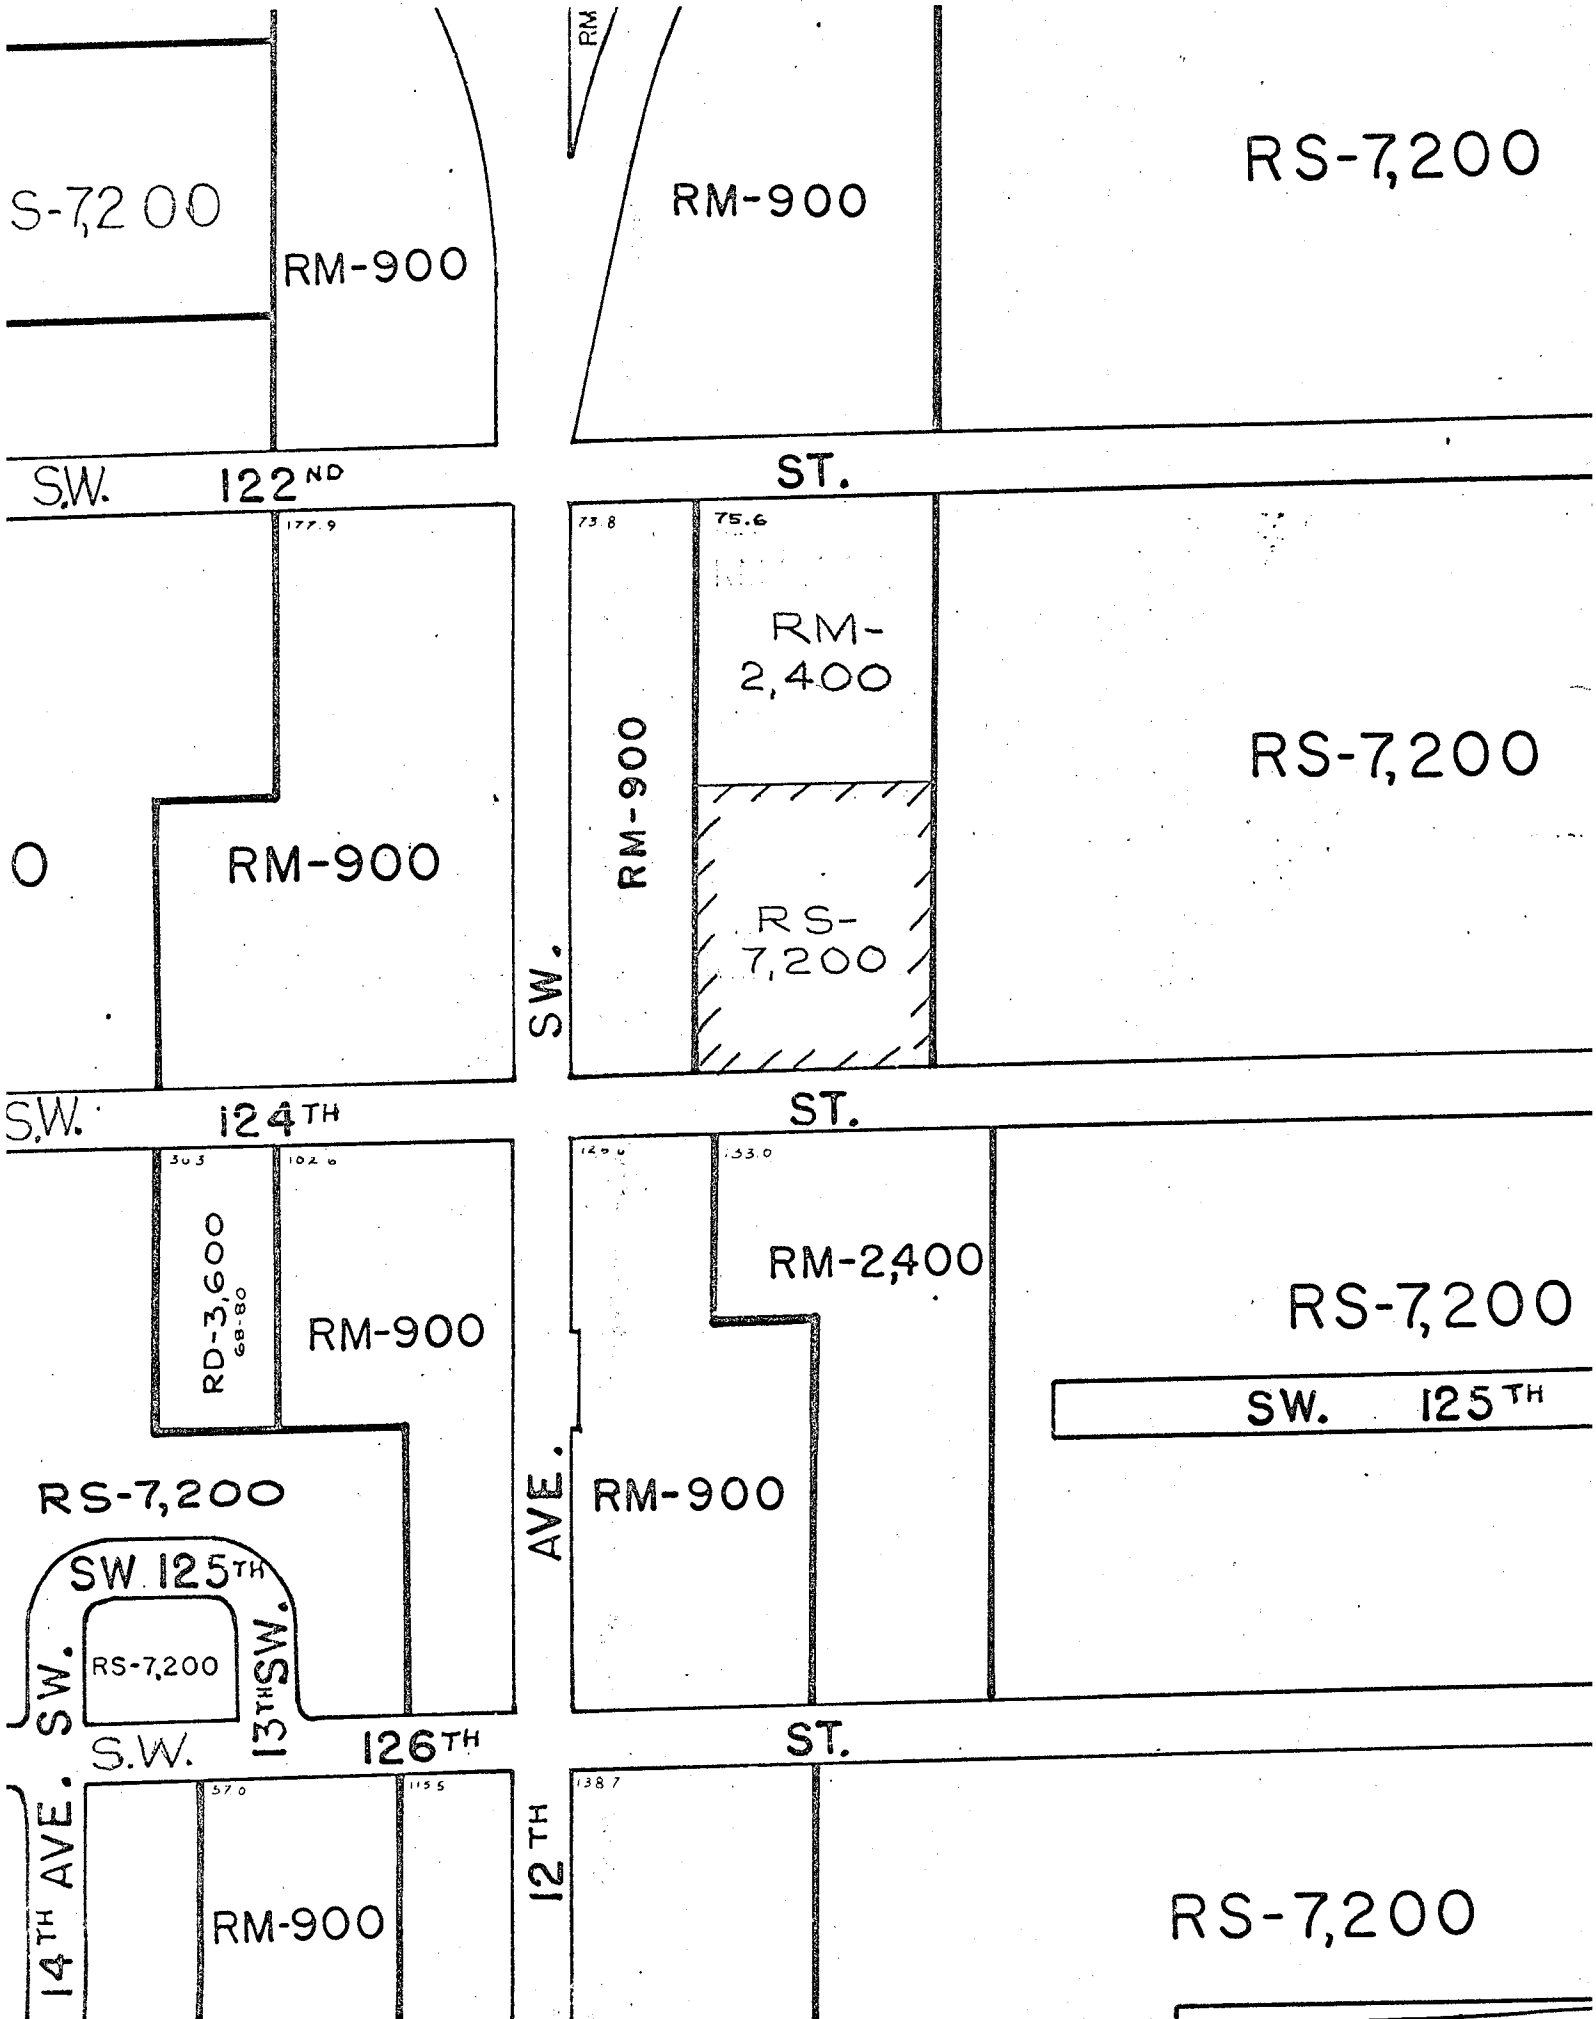 RM
RS-7,200
S-7,200
RM-900
RM-900
S.W. 122ND ST.
177.9
73.8
75.6
RM-
2,400
RM-900
RS-7,200
O
RM-900
RS-
7,200
SW.
S.W. 124TH ST.
102.6
133.0
RD-3,600
68-80
RM-900
RM-2,400
RS-7,200
SW. 125TH
RS-7,200
AVE.
RM-900
SW. 125TH
RS-7,200
SW.
13TH SW.
S.W. 126TH ST.
57.0
115.5
138.7
14TH AVE.
12TH
RM-900
RS-7,200